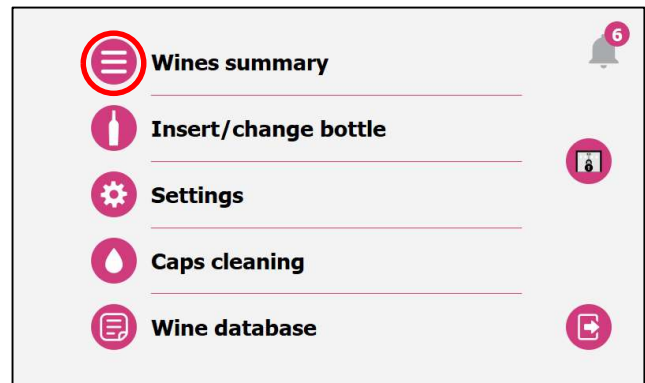 6
Wines summary
Insert/change bottle
Settings
Caps cleaning
Wine database